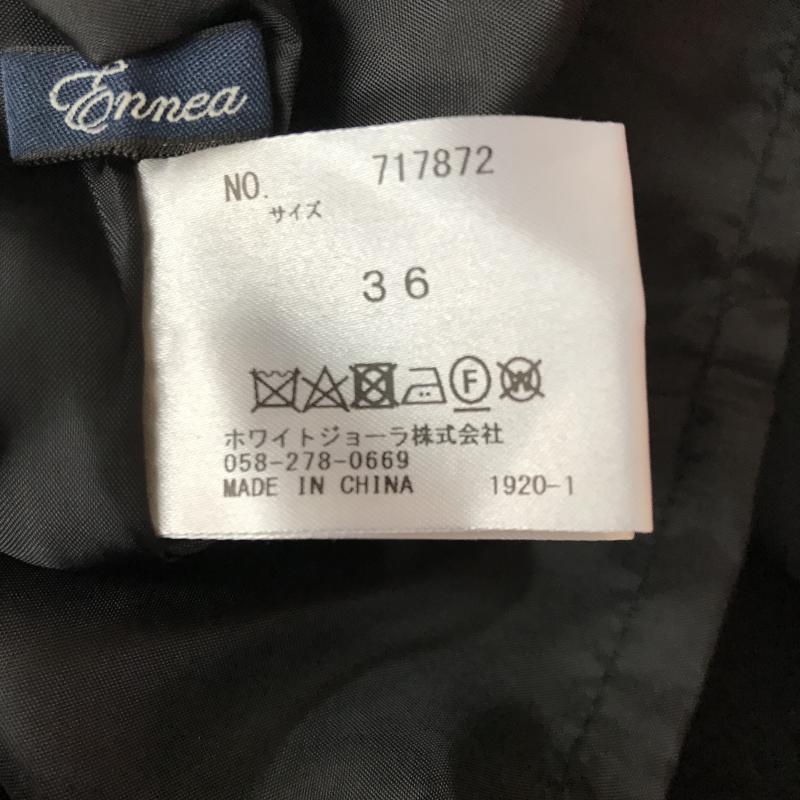 Ennea
NO. 717872
サイズ
36
F W
ホワイトジョーラ株式会社
058-278-0669
MADE IN CHINA 1920-1